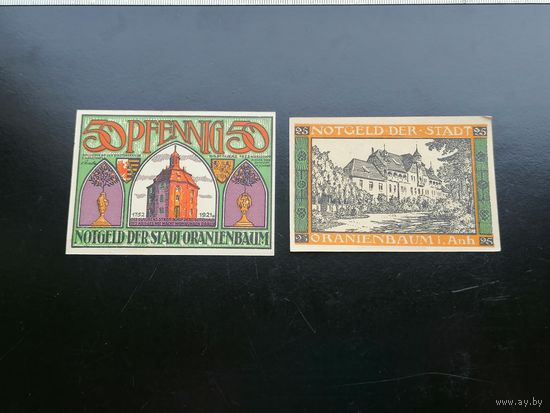 50 PFENNIG 50
1752 1921
NOTGELD·DER·STADT·ORANIENBAUM
25 NOTGELD·DER·STADT 25
25 ORANIENBAUM i. Anh 25
www.ay.by